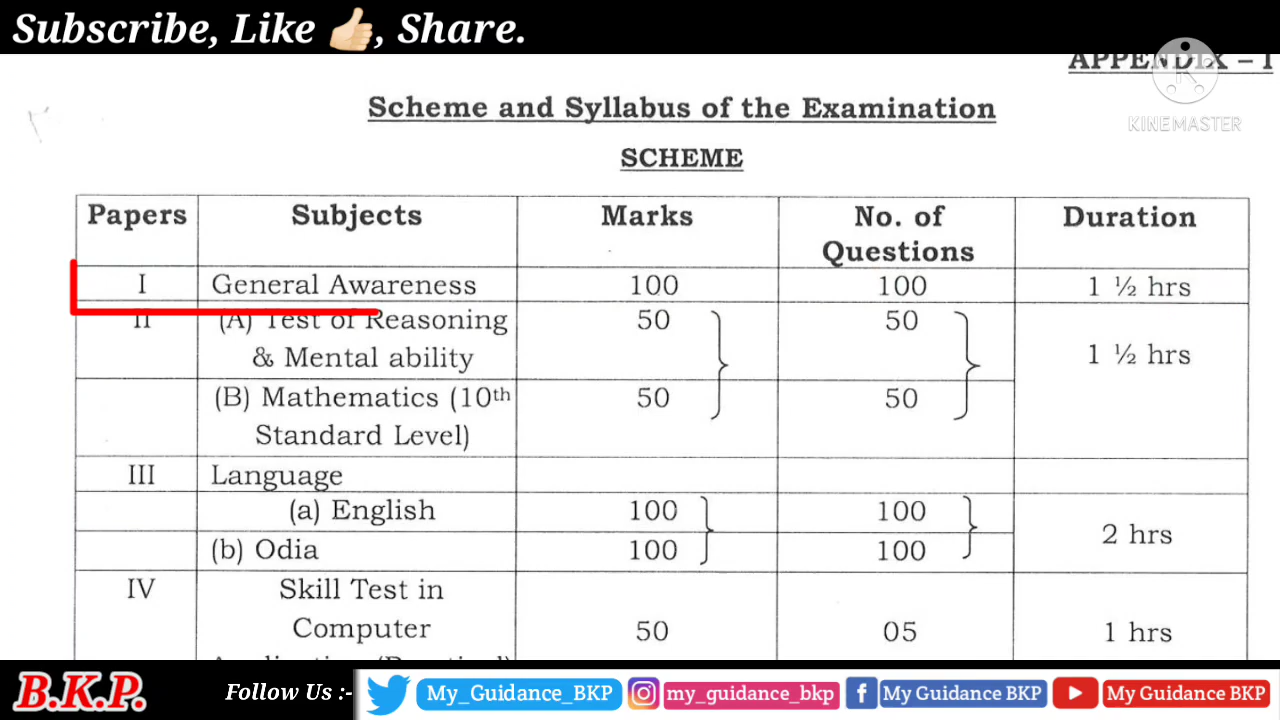 Subscribe, Like 👍🏻, Share.
APPENDIX – I
KINEMASTER
Scheme and Syllabus of the Examination
SCHEME
Papers Subjects Marks No. of Questions Duration
I General Awareness 100 100 1 ½ hrs
II (A) Test of Reasoning & Mental ability 50 50 1 ½ hrs
(B) Mathematics (10th Standard Level) 50 50
III Language
(a) English 100 100 2 hrs
(b) Odia 100 100
IV Skill Test in Computer 50 05 1 hrs
B.K.P. Follow Us :- My_Guidance_BKP my_guidance_bkp My Guidance BKP My Guidance BKP